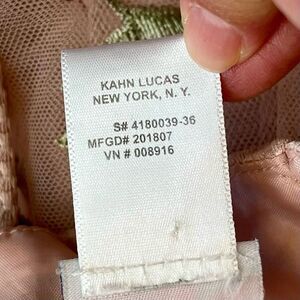 KAHN LUCAS
NEW YORK, N. Y.
S# 4180039-36
MFGD# 201807
VN # 008916